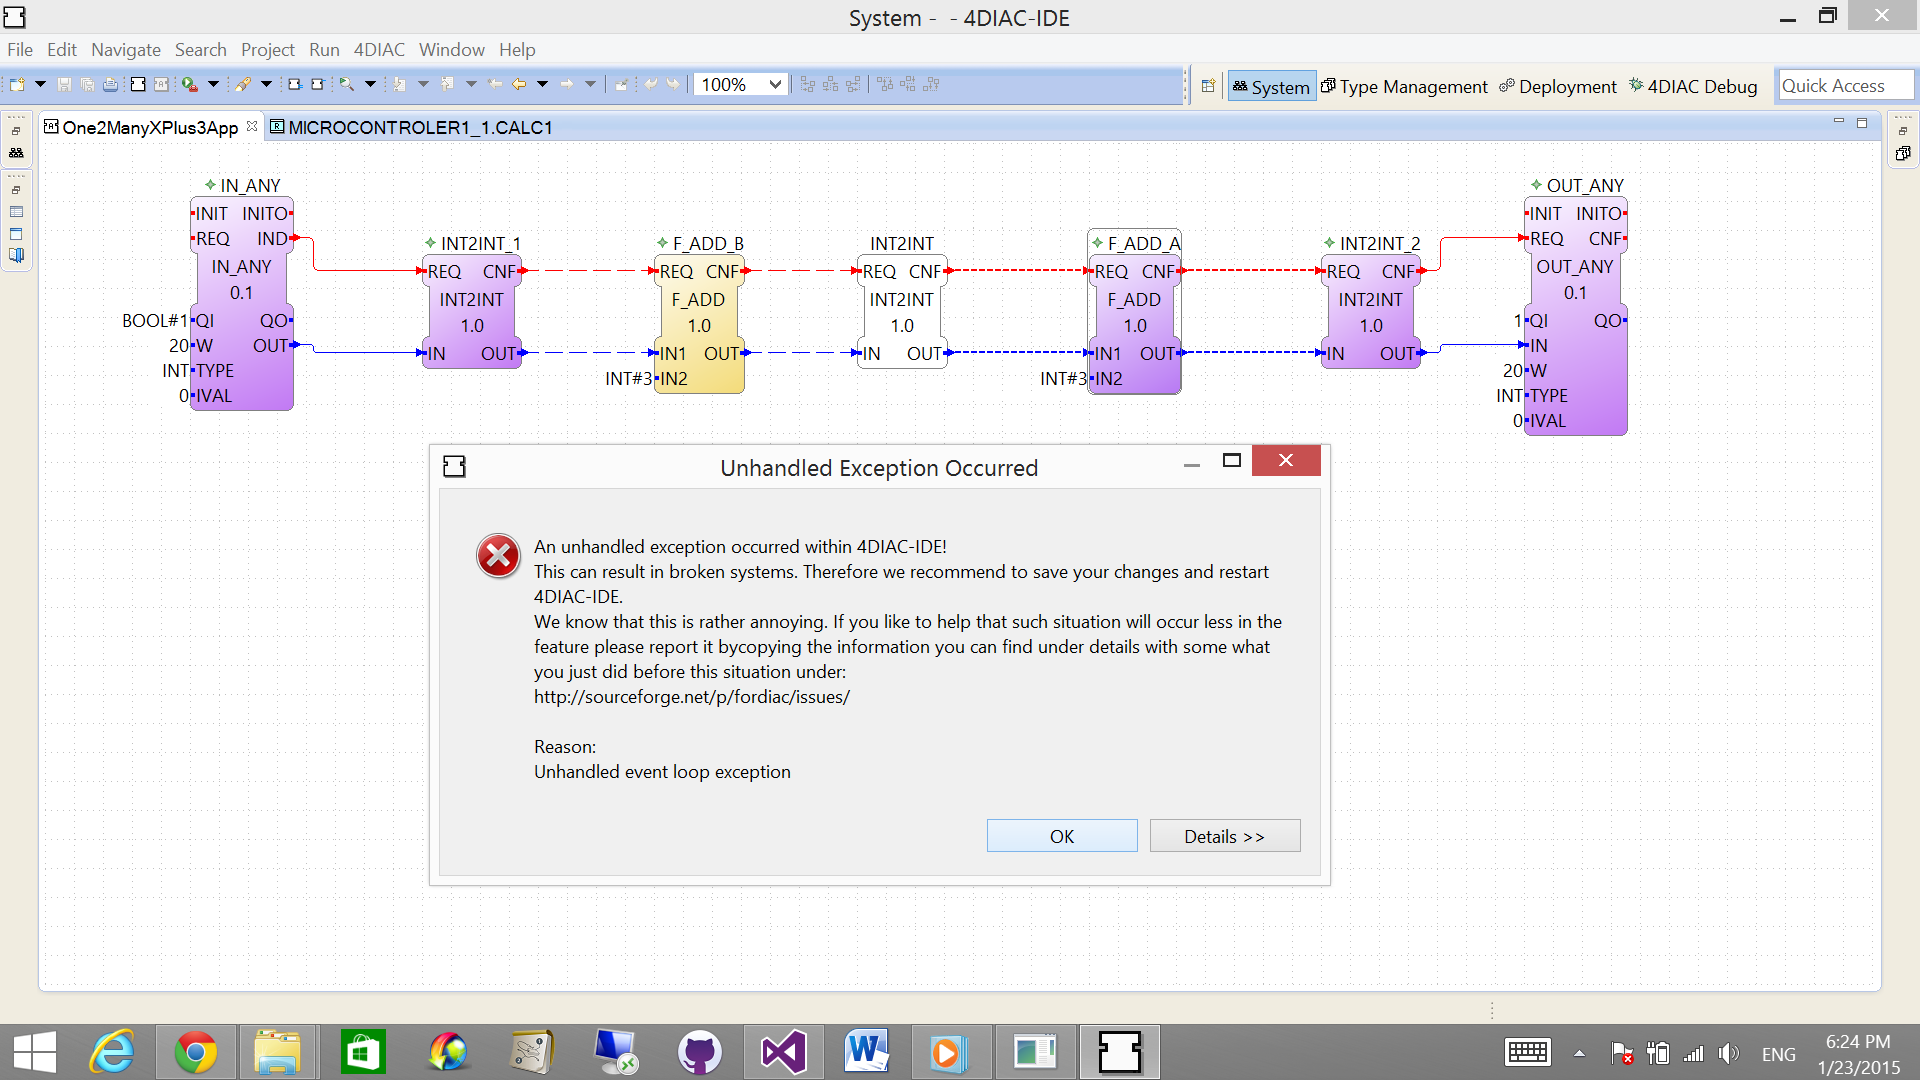 System - - 4DIAC-IDE
File Edit Navigate Search Project Run 4DIAC Window Help
100% System Type Management Deployment 4DIAC Debug Quick Access
One2ManyXPlus3App MICROCONTROLER1_1.CALC1
IN_ANY
INIT INITO
REQ IND
IN_ANY
0.1
BOOL#1 QI QO
20 W OUT
INT TYPE
0 IVAL
INT2INT_1
REQ CNF
INT2INT
1.0
IN OUT
F_ADD_B
REQ CNF
F_ADD
1.0
IN1 OUT
INT#3 IN2
INT2INT
REQ CNF
INT2INT
1.0
IN OUT
F_ADD_A
REQ CNF
F_ADD
1.0
IN1 OUT
INT#3 IN2
INT2INT_2
REQ CNF
INT2INT
1.0
IN OUT
OUT_ANY
INIT INITO
REQ CNF
OUT_ANY
0.1
1 QI QO
IN
20 W
INT TYPE
0 IVAL
Unhandled Exception Occurred
An unhandled exception occurred within 4DIAC-IDE!
This can result in broken systems. Therefore we recommend to save your changes and restart
4DIAC-IDE.
We know that this is rather annoying. If you like to help that such situation will occur less in the
feature please report it bycopying the information you can find under details with some what
you just did before this situation under:
http://sourceforge.net/p/fordiac/issues/
Reason:
Unhandled event loop exception
OK Details >>
ENG
6:24 PM
1/23/2015